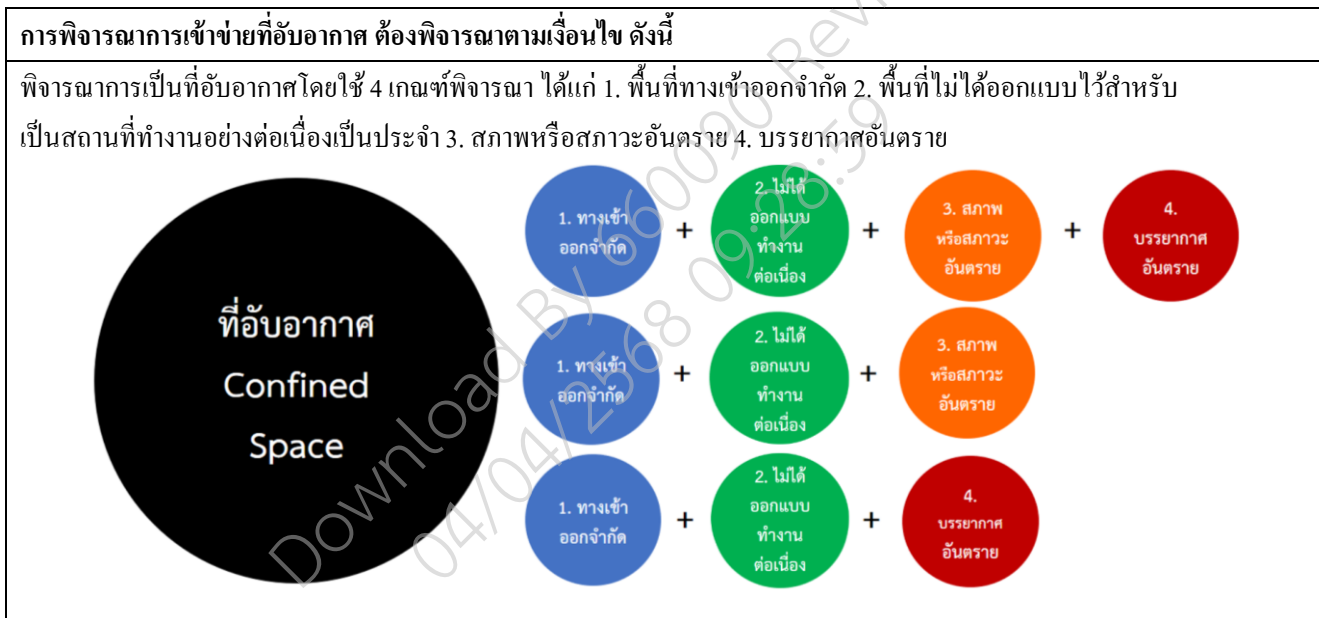 การพิจารณาการเข้าข่ายที่อับอากาศ ต้องพิจารณาตามเงื่อนไข ดังนี้
พิจารณาการเป็นที่อับอากาศโดยใช้ 4 เกณฑ์พิจารณา ได้แก่ 1. พื้นที่ทางเข้าออกจำกัด 2. พื้นที่ไม่ได้ออกแบบไว้สำหรับ
เป็นสถานที่ทำงานอย่างต่อเนื่องเป็นประจำ 3. สภาพหรือสภาวะอันตราย 4. บรรยากาศอันตราย
ที่อับอากาศ
Confined
Space
1. ทางเข้า
ออกจำกัด
+
2. ไม่ได้
ออกแบบ
ทำงาน
ต่อเนื่อง
+
3. สภาพ
หรือสภาวะ
อันตราย
+
4.
บรรยากาศ
อันตราย
1. ทางเข้า
ออกจำกัด
+
2. ไม่ได้
ออกแบบ
ทำงาน
ต่อเนื่อง
+
3. สภาพ
หรือสภาวะ
อันตราย
1. ทางเข้า
ออกจำกัด
+
2. ไม่ได้
ออกแบบ
ทำงาน
ต่อเนื่อง
+
4.
บรรยากาศ
อันตราย
Download By 660090 Revi
04/04/2568 09:28:59